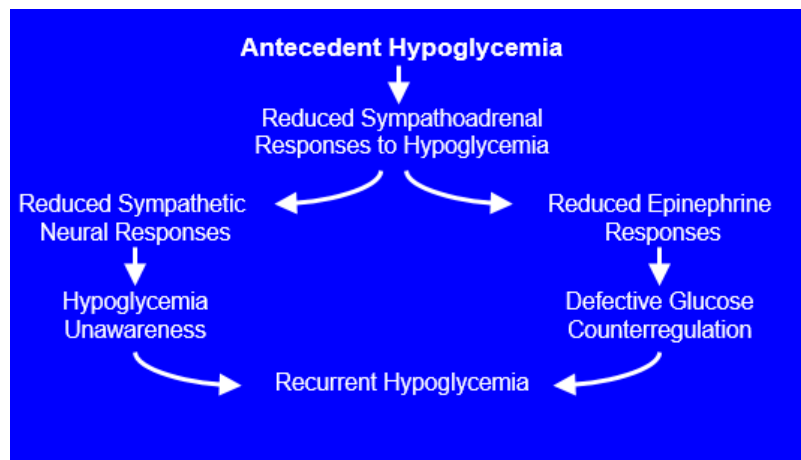 Antecedent Hypoglycemia
Reduced Sympathoadrenal
Responses to Hypoglycemia
Reduced Sympathetic
Neural Responses
Reduced Epinephrine
Responses
Hypoglycemia
Unawareness
Defective Glucose
Counterregulation
Recurrent Hypoglycemia